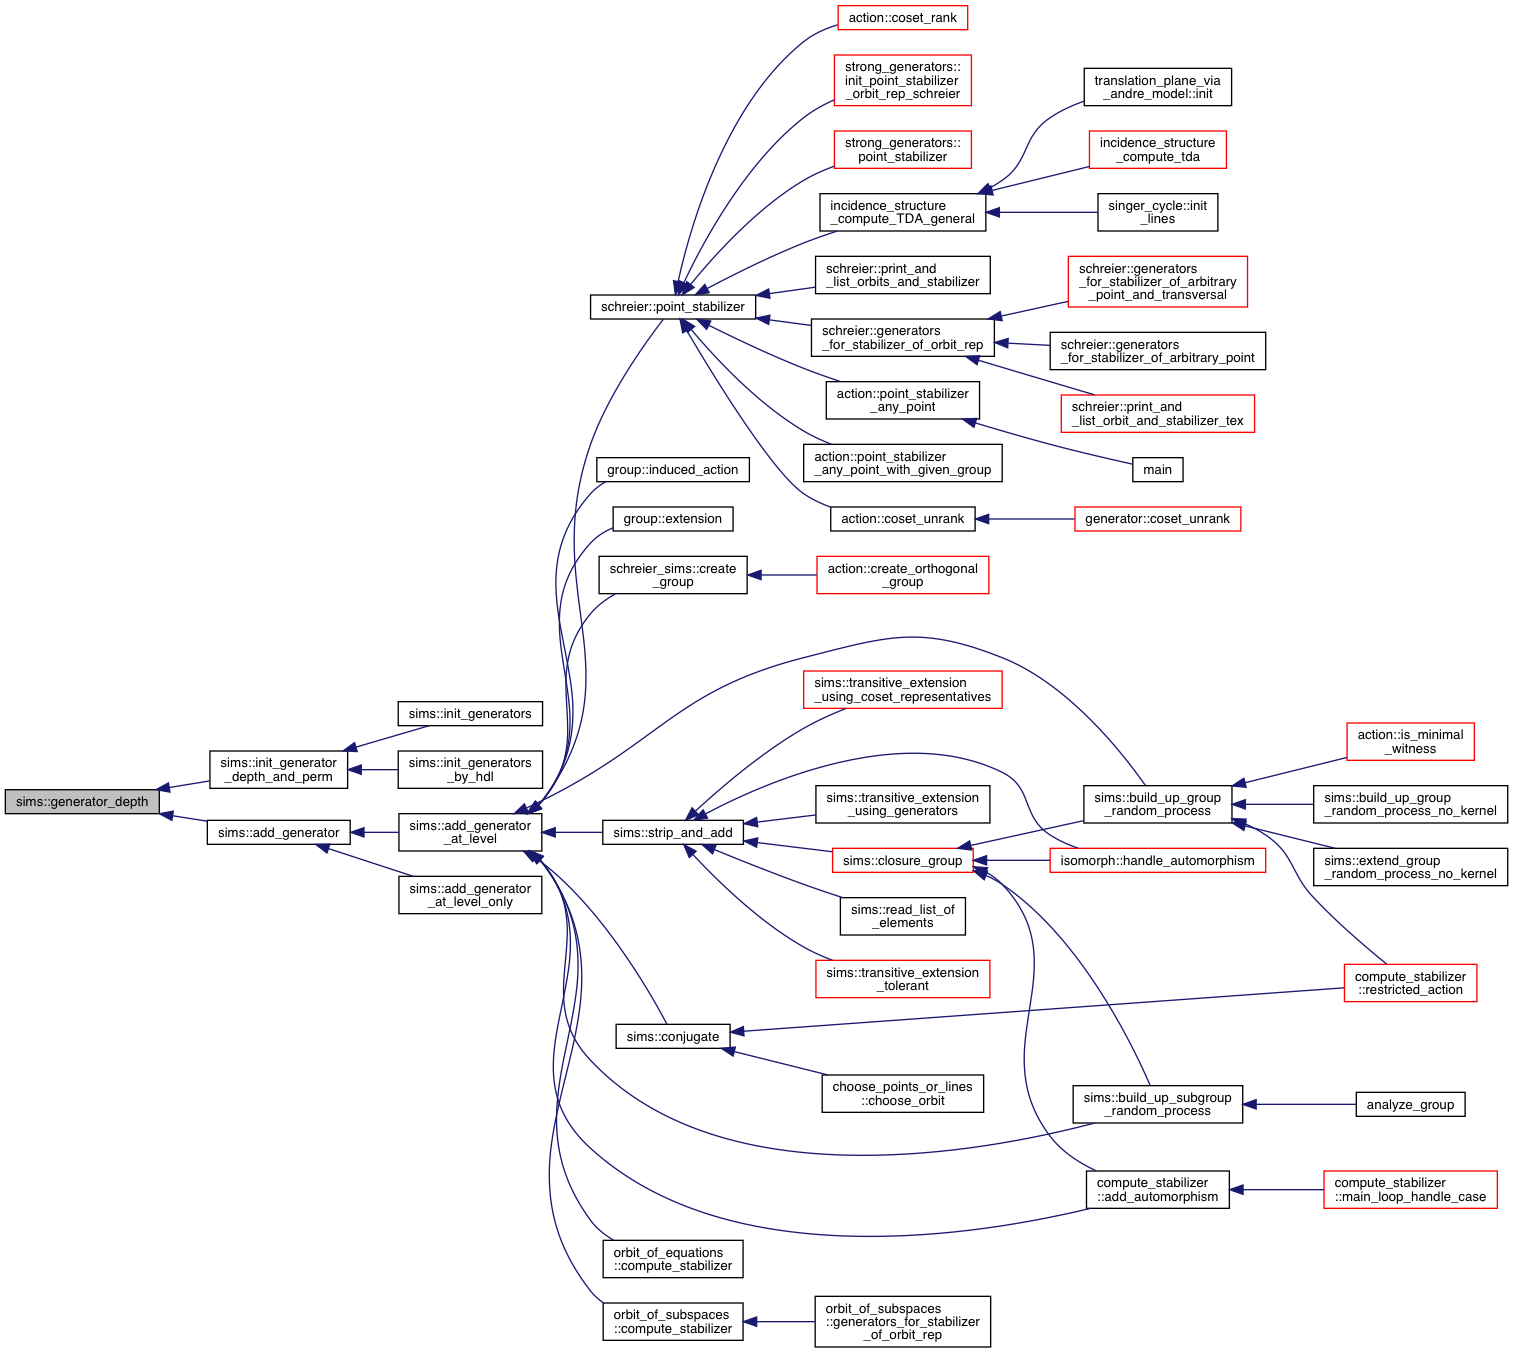 action::coset_rank
strong_generators::
init_point_stabilizer
_orbit_rep_schreier
translation_plane_via
_andre_model::init
strong_generators::
point_stabilizer
incidence_structure
_compute_tda
incidence_structure
_compute_TDA_general
singer_cycle::init
_lines
schreier::print_and
_list_orbits_and_stabilizer
schreier::generators
_for_stabilizer_of_arbitrary
_point_and_transversal
schreier::point_stabilizer
schreier::generators
_for_stabilizer_of_orbit_rep
schreier::generators
_for_stabilizer_of_arbitrary_point
action::point_stabilizer
_any_point
schreier::print_and
_list_orbit_and_stabilizer_tex
action::point_stabilizer
_any_point_with_given_group
main
group::induced_action
group::extension
action::coset_unrank
generator::coset_unrank
schreier_sims::create
_group
action::create_orthogonal
_group
sims::transitive_extension
_using_coset_representatives
sims::init_generators
action::is_minimal
_witness
sims::init_generator
_depth_and_perm
sims::init_generators
_by_hdl
sims::generator_depth
sims::transitive_extension
_using_generators
sims::build_up_group
_random_process
sims::build_up_group
_random_process_no_kernel
sims::add_generator
sims::add_generator
_at_level
sims::strip_and_add
sims::closure_group
isomorph::handle_automorphism
sims::extend_group
_random_process_no_kernel
sims::add_generator
_at_level_only
sims::read_list_of
_elements
sims::transitive_extension
_tolerant
compute_stabilizer
::restricted_action
sims::conjugate
choose_points_or_lines
::choose_orbit
sims::build_up_subgroup
_random_process
analyze_group
compute_stabilizer
::add_automorphism
compute_stabilizer
::main_loop_handle_case
orbit_of_equations
::compute_stabilizer
orbit_of_subspaces
::compute_stabilizer
orbit_of_subspaces
::generators_for_stabilizer
_of_orbit_rep